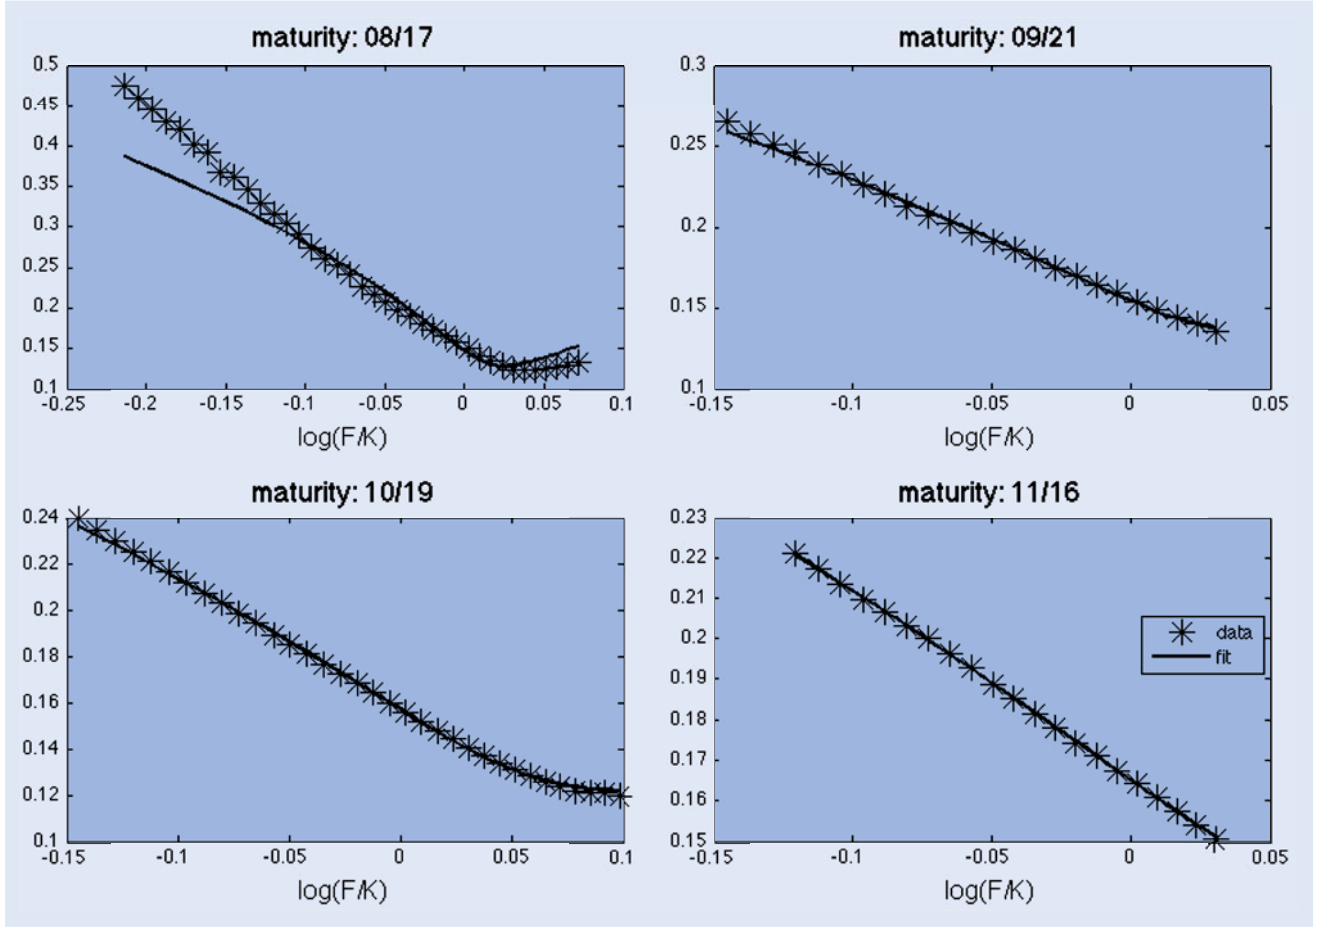 maturity: 08/17
0.5
0.45
0.4
0.35
0.3
0.25
0.2
0.15
0.1
-0.25 -0.2 -0.15 -0.1 -0.05 0 0.05 0.1
log(F/K)
maturity: 09/21
0.3
0.25
0.2
0.15
0.1
-0.15 -0.1 -0.05 0 0.05
log(F/K)
maturity: 10/19
0.24
0.22
0.2
0.18
0.16
0.14
0.12
0.1
-0.15 -0.1 -0.05 0 0.05 0.1
log(F/K)
maturity: 11/16
0.23
0.22
0.21
0.2
0.19
0.18
0.17
0.16
0.15
-0.15 -0.1 -0.05 0 0.05
log(F/K)
data
fit